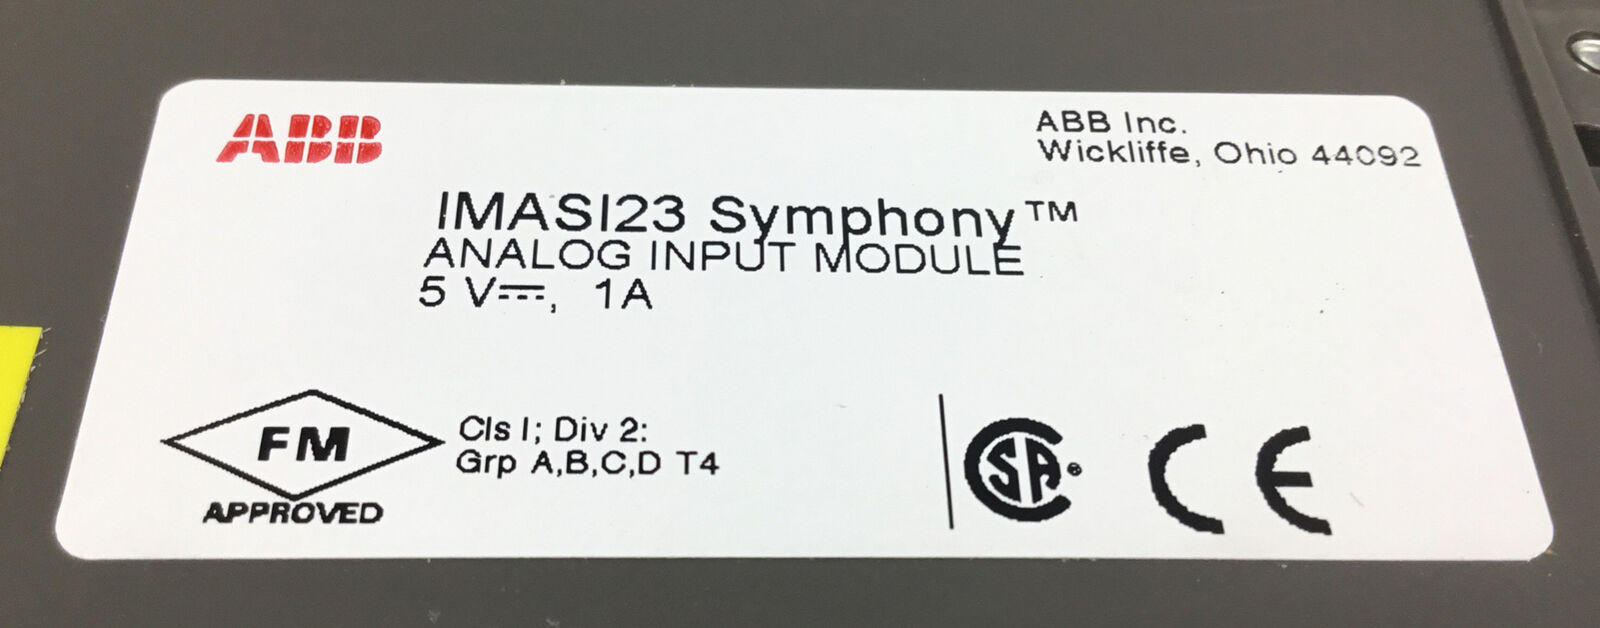 ABB
ABB Inc.
Wickliffe, Ohio 44092
IMASI23 Symphony™
ANALOG INPUT MODULE
5 V⎓, 1A
FM
APPROVED
Cls I; Div 2:
Grp A,B,C,D T4
CSA®
CE